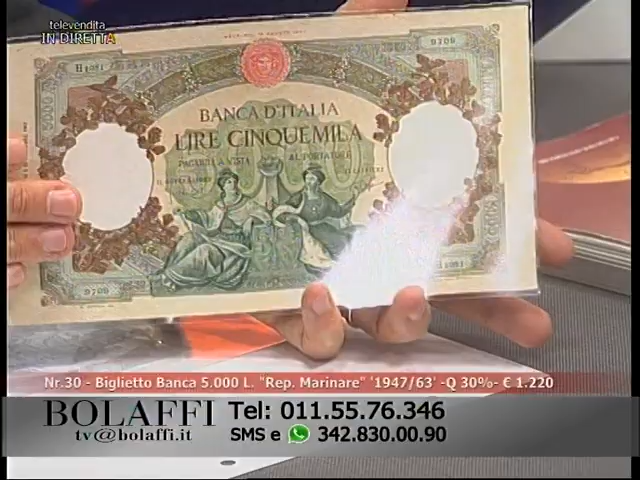 televendita
IN DIRETTA
9709
BANCA D'ITALIA
LIRE CINQUEMILA
PAGABILI A VISTA AL PORTATORE
9709
Nr.30 - Biglietto Banca 5.000 L. "Rep. Marinare" '1947/63' -Q 30%- € 1.220
BOLAFFI Tel: 011.55.76.346
tv@bolaffi.it SMS e 342.830.00.90